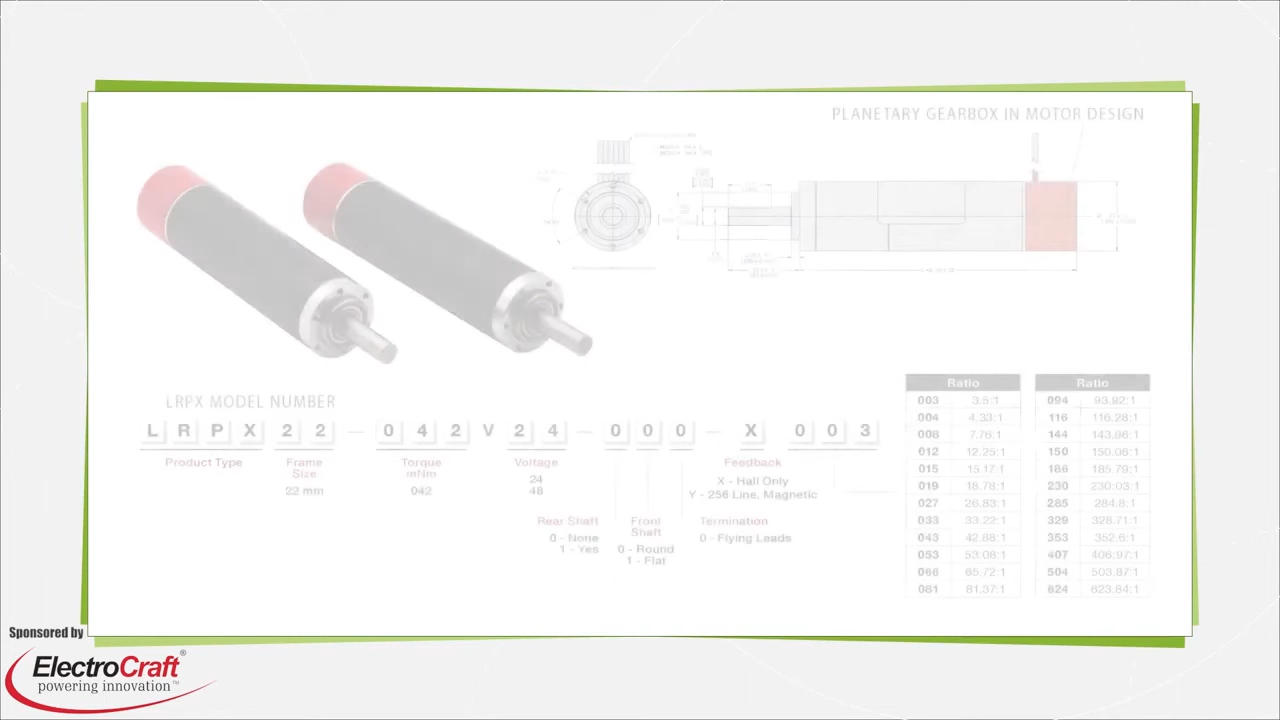 PLANETARY GEARBOX IN MOTOR DESIGN
LRPX MODEL NUMBER
L R P X 2 2 — 0 4 2 V 2 4 — 0 0 0 — X 0 0 3
Product Type
Frame
Size
22 mm
Torque
mNm
042
Voltage
24
48
Feedback
X - Hall Only
Y - 256 Line, Magnetic
Rear Shaft
0 - None
1 - Yes
Front
Shaft
0 - Round
1 - Flat
Termination
0 - Flying Leads
Ratio
003 3.5:1
004 4.33:1
008 7.76:1
012 12.25:1
015 15.17:1
019 18.78:1
027 26.83:1
033 33.22:1
043 42.88:1
053 53.08:1
066 65.72:1
081 81.37:1
Ratio
094 93.92:1
116 116.28:1
144 143.96:1
150 150.06:1
186 185.79:1
230 230:03:1
285 284.8:1
329 328.71:1
353 352.6:1
407 406.97:1
504 503.87:1
624 623.84:1
Sponsored by
ElectroCraft®
powering innovation™